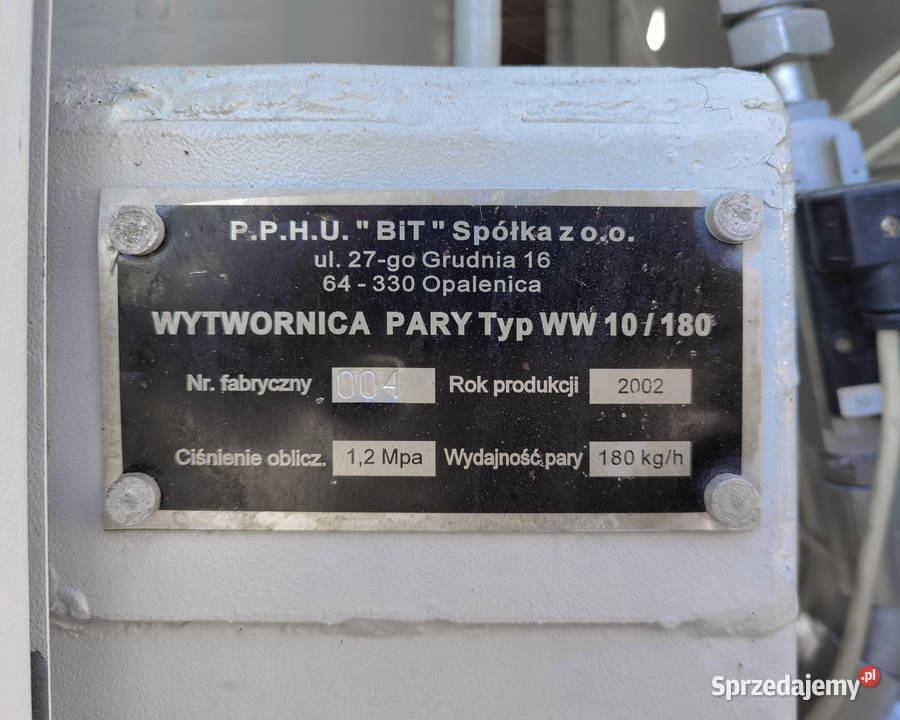 P.P.H.U. "BiT" Spółka z o.o.
ul. 27-go Grudnia 16
64 - 330 Opalenica
WYTWORNICA PARY Typ WW 10 / 180
Nr. fabryczny 004 Rok produkcji 2002
Ciśnienie oblicz. 1,2 Mpa Wydajność pary 180 kg/h
Sprzedajemy.pl